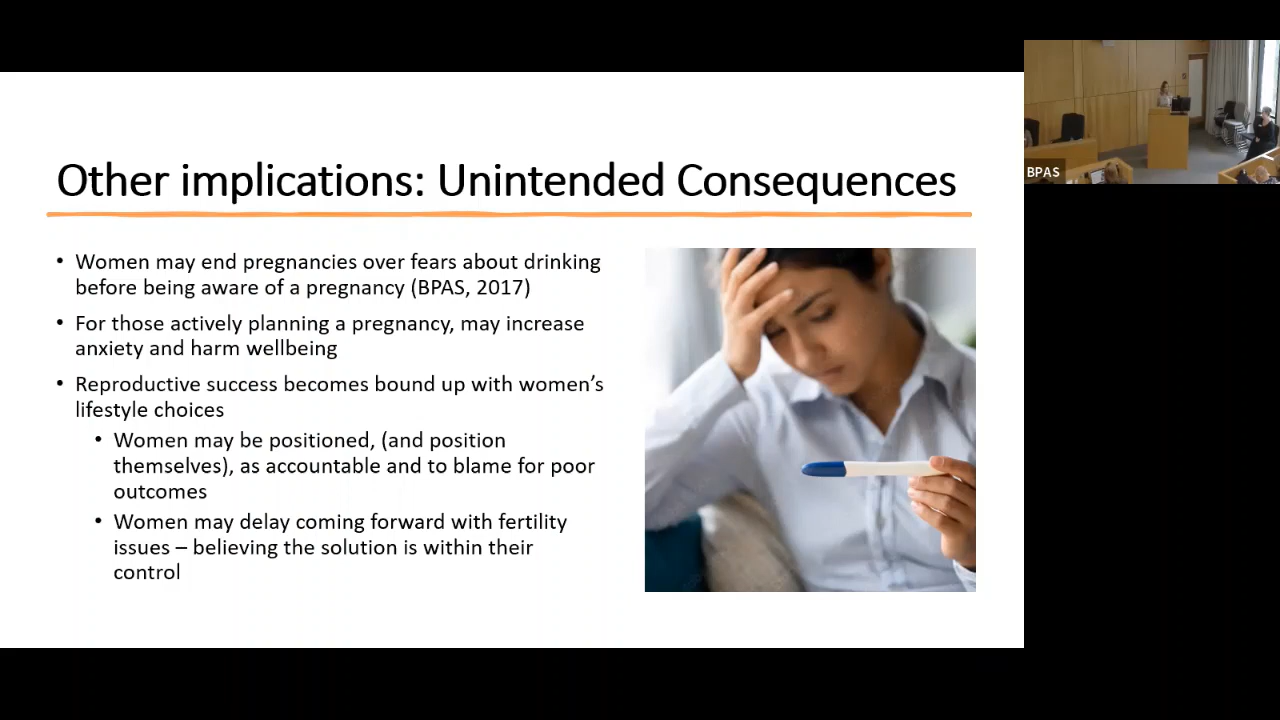 Other implications: Unintended Consequences
• Women may end pregnancies over fears about drinking
before being aware of a pregnancy (BPAS, 2017)
• For those actively planning a pregnancy, may increase
anxiety and harm wellbeing
• Reproductive success becomes bound up with women’s
lifestyle choices
• Women may be positioned, (and position
themselves), as accountable and to blame for poor
outcomes
• Women may delay coming forward with fertility
issues – believing the solution is within their
control
BPAS